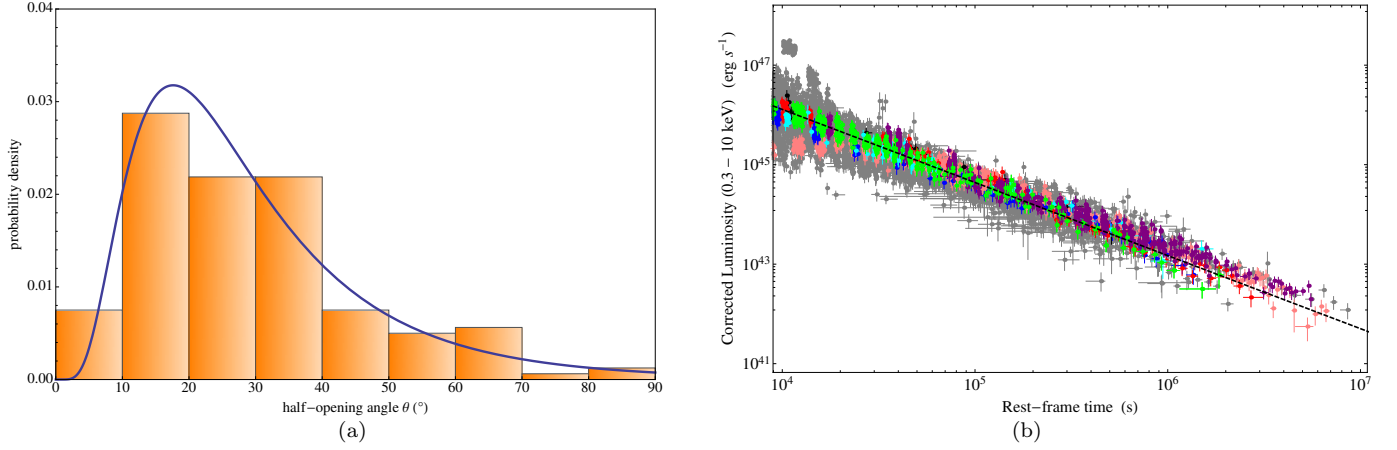 0.04
0.03
0.02
0.01
0.00
probability density
0 10 20 30 40 50 60 70 80 90
half−opening angle θ (°)
(a)
10^47
10^45
10^43
10^41
Corrected Luminosity (0.3 − 10 keV) (erg s^−1)
10^4 10^5 10^6 10^7
Rest−frame time (s)
(b)